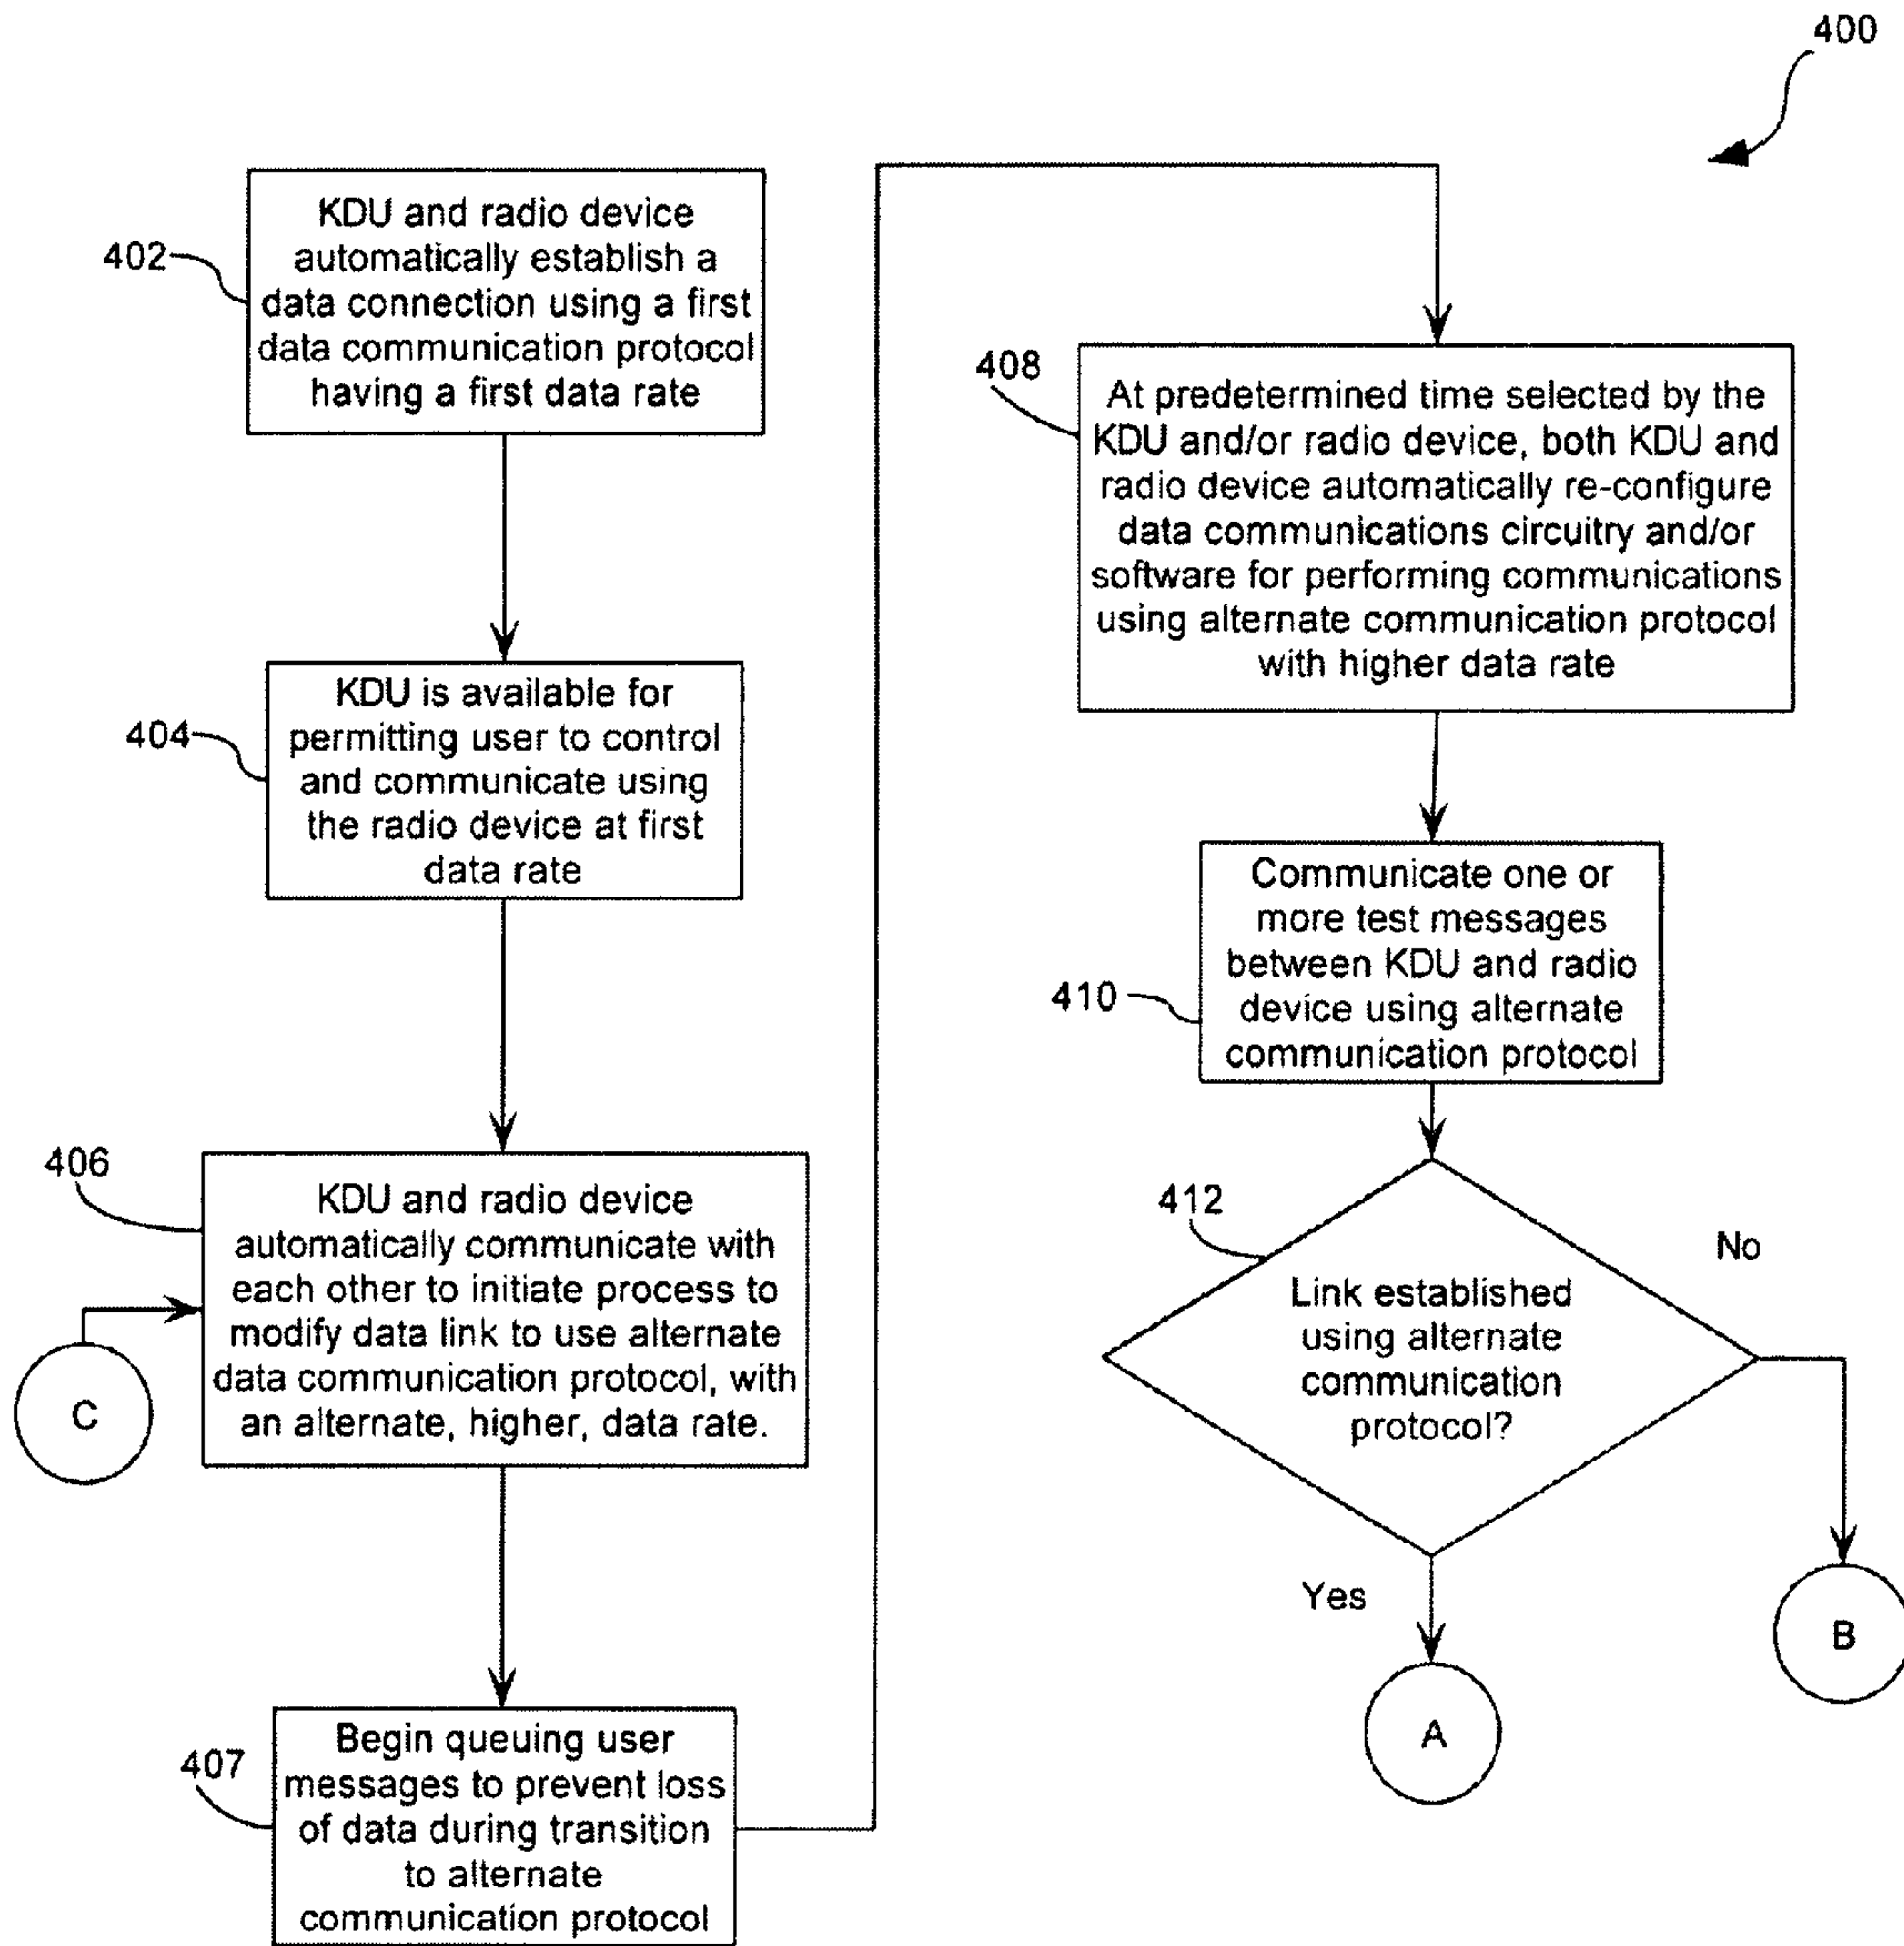 400
402
KDU and radio device
automatically establish a
data connection using a first
data communication protocol
having a first data rate
404
KDU is available for
permitting user to control
and communicate using
the radio device at first
data rate
406
KDU and radio device
automatically communicate with
each other to initiate process to
modify data link to use alternate
data communication protocol, with
an alternate, higher, data rate.
C
407
Begin queuing user
messages to prevent loss
of data during transition
to alternate
communication protocol
408
At predetermined time selected by the
KDU and/or radio device, both KDU and
radio device automatically re-configure
data communications circuitry and/or
software for performing communications
using alternate communication protocol
with higher data rate
410
Communicate one or
more test messages
between KDU and radio
device using alternate
communication protocol
412
Link established
using alternate
communication
protocol?
No
Yes
B
A